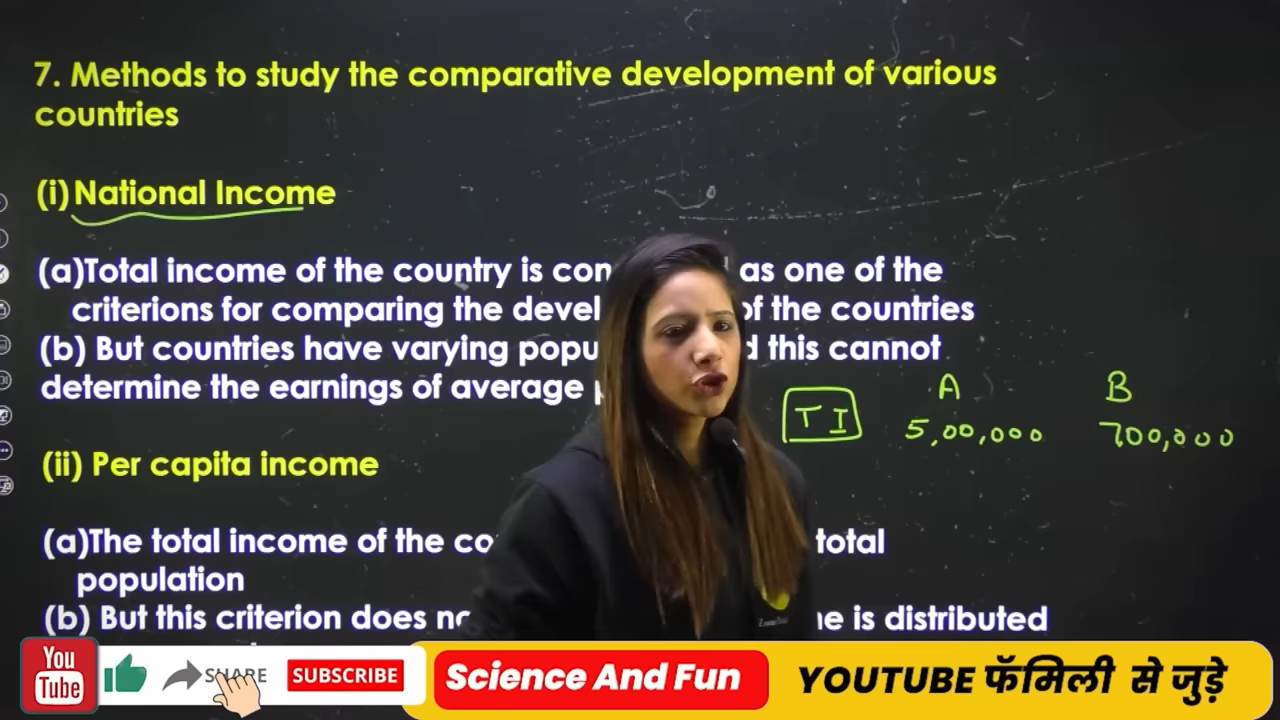 7. Methods to study the comparative development of various
countries
(i) National Income
(a)Total income of the country is con as one of the
criterions for comparing the devel of the countries
(b) But countries have varying popu this cannot
determine the earnings of average
A B
TI 5,00,000 700,000
(ii) Per capita income
(a)The total income of the co total
population
(b) But this criterion does is distributed
You
Tube
SHARE
SUBSCRIBE
Science And Fun
YOUTUBE फॅमिली से जुड़े